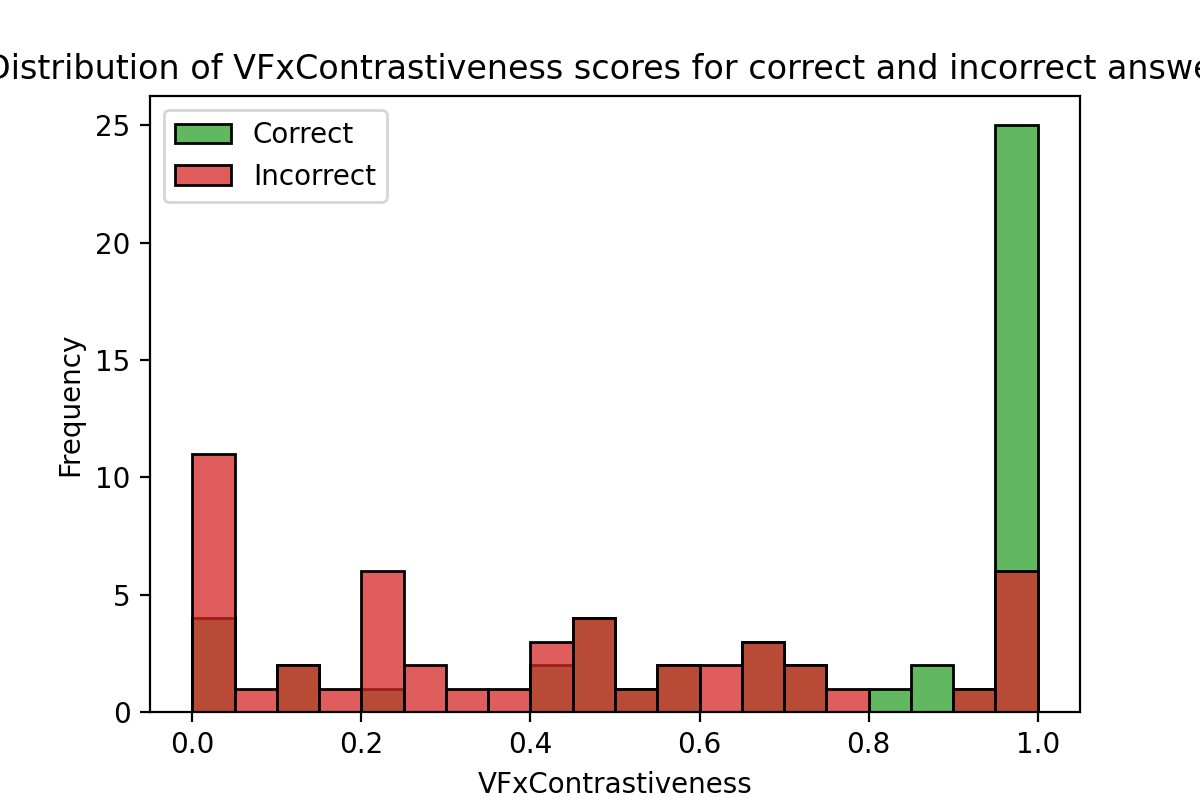 Distribution of VFxContrastiveness scores for correct and incorrect answe
Correct
Incorrect
25
20
15
10
5
0
Frequency
0.0 0.2 0.4 0.6 0.8 1.0
VFxContrastiveness